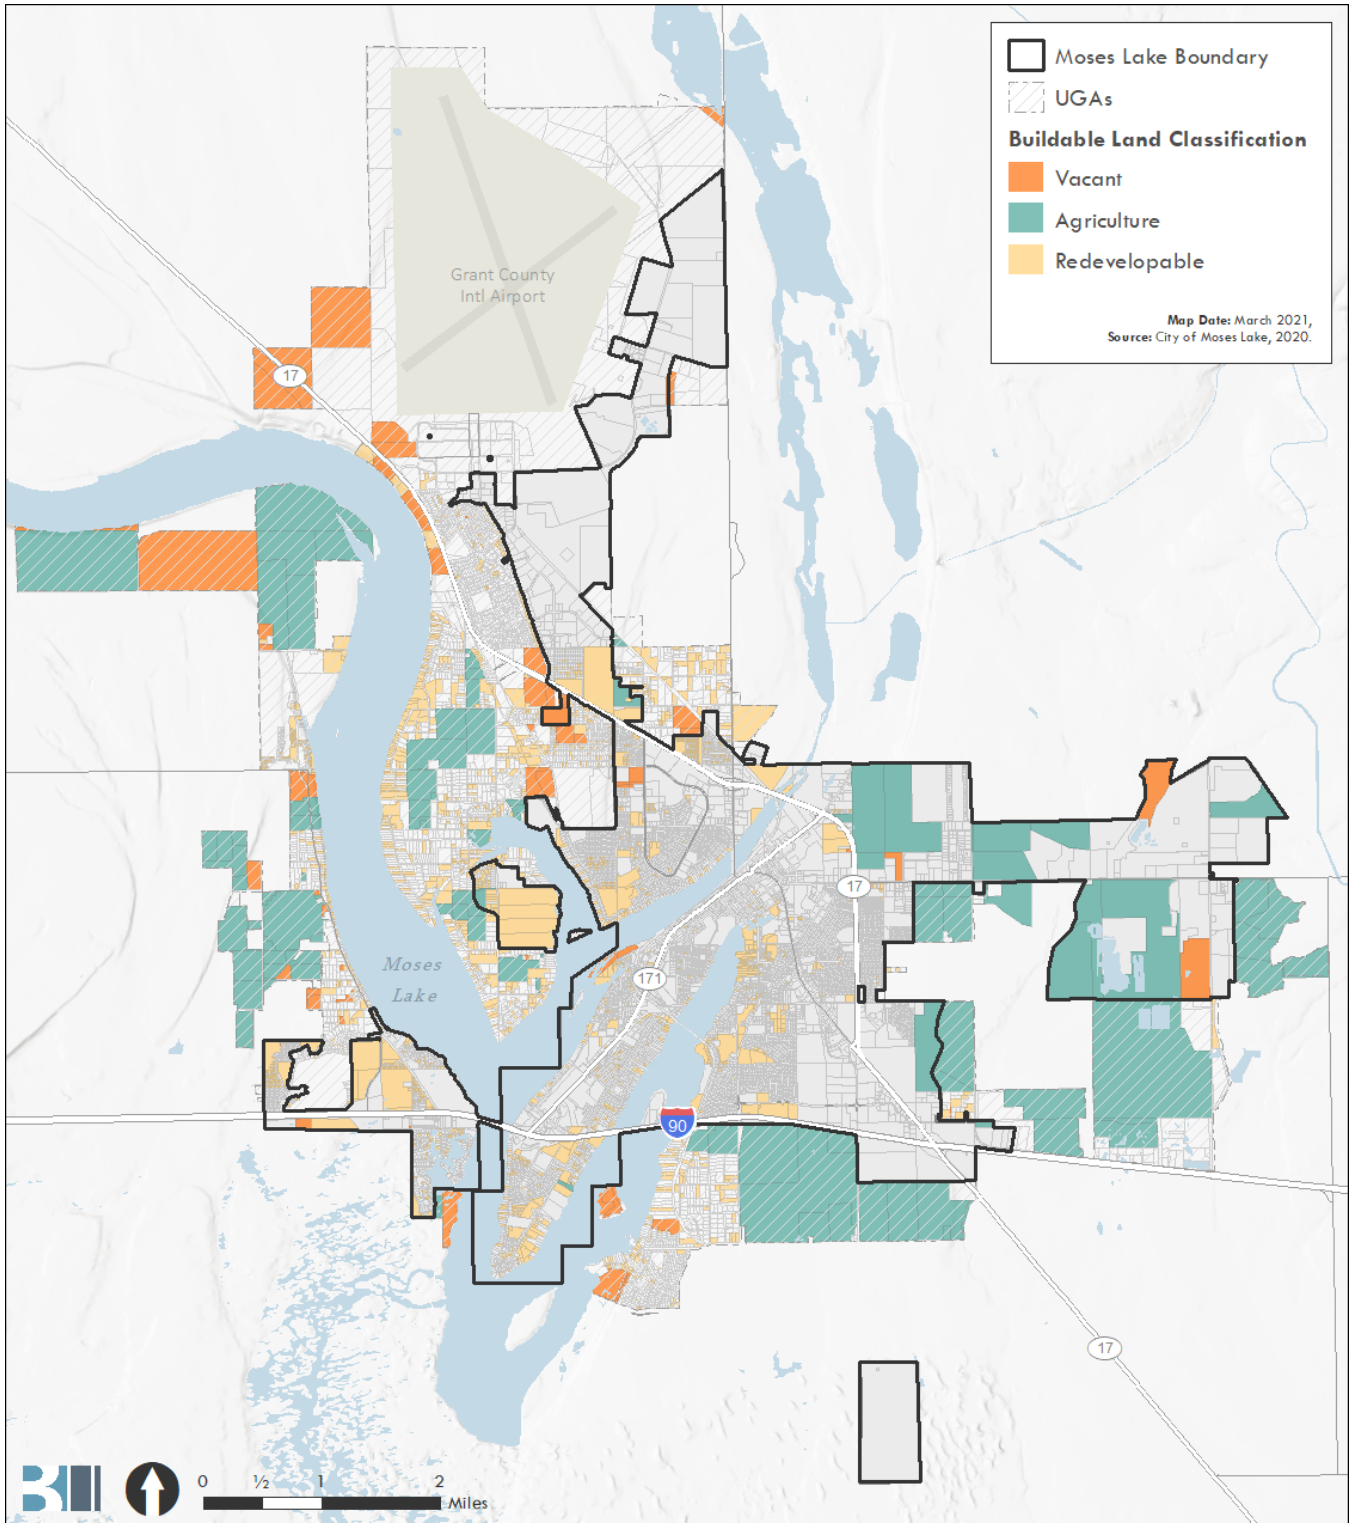 Moses Lake Boundary
UGAs
Buildable Land Classification
Vacant
Agriculture
Redevelopable
Map Date: March 2021,
Source: City of Moses Lake, 2020.
Grant County
Intl Airport
17
17
Moses
Lake
171
90
17
0 ½ 1 2
Miles